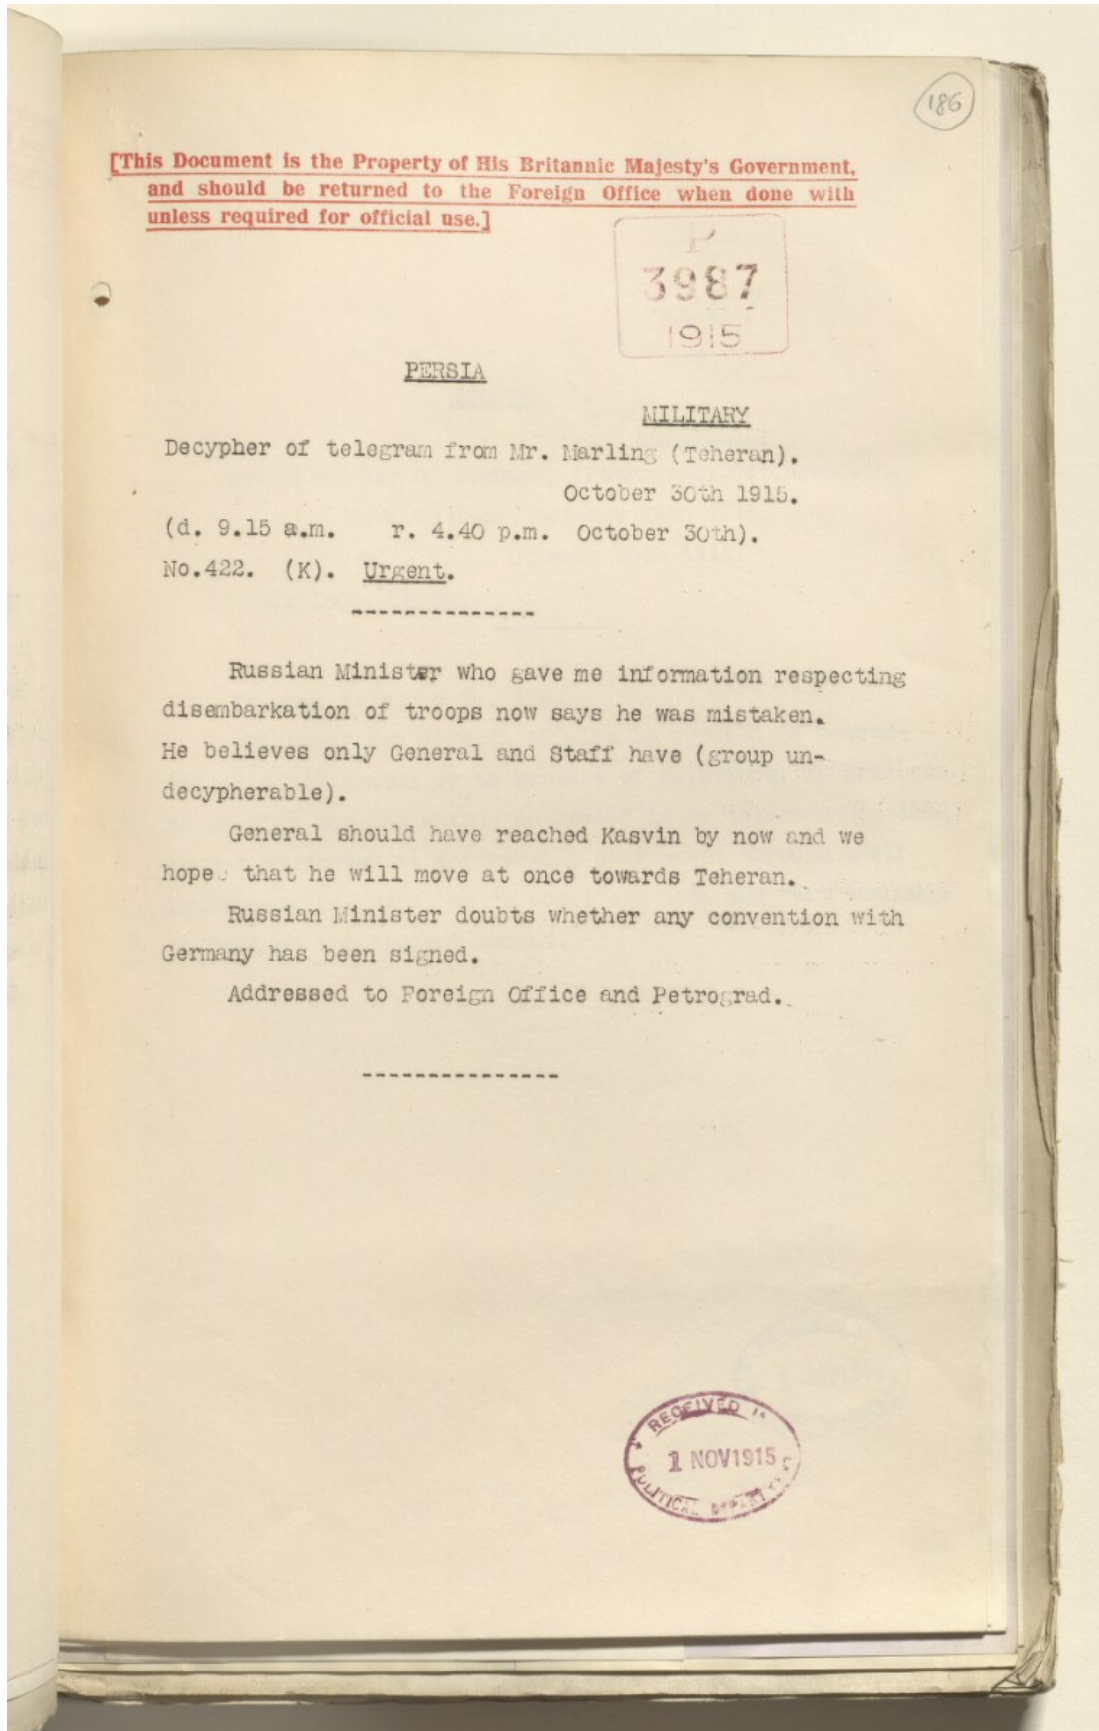 186
[This Document is the Property of His Britannic Majesty's Government,
and should be returned to the Foreign Office when done with
unless required for official use.]
P
3987
1915
PERSIA
MILITARY
Decypher of telegram from Mr. Marling (Teheran).
October 30th 1915.
(d. 9.15 a.m. r. 4.40 p.m. October 30th).
No.422. (K). Urgent.
--------------
Russian Minister who gave me information respecting
disembarkation of troops now says he was mistaken.
He believes only General and Staff have (group un-
decypherable).
General should have reached Kasvin by now and we
hope that he will move at once towards Teheran.
Russian Minister doubts whether any convention with
Germany has been signed.
Addressed to Foreign Office and Petrograd.
---------------
RECEIVED
1 NOV 1915
POLITICAL